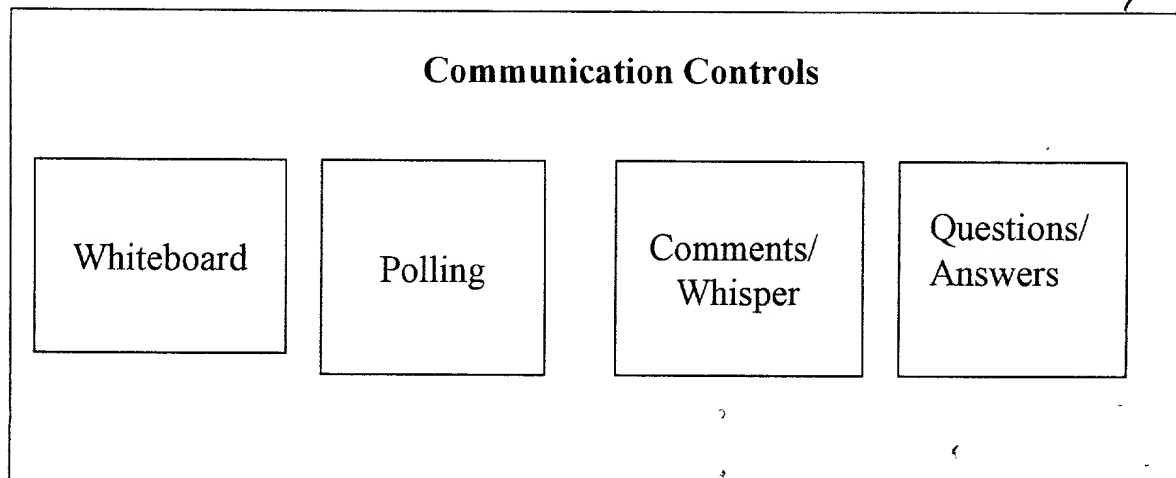 Communication Controls
Whiteboard
Polling
Comments/
Whisper
Questions/
Answers